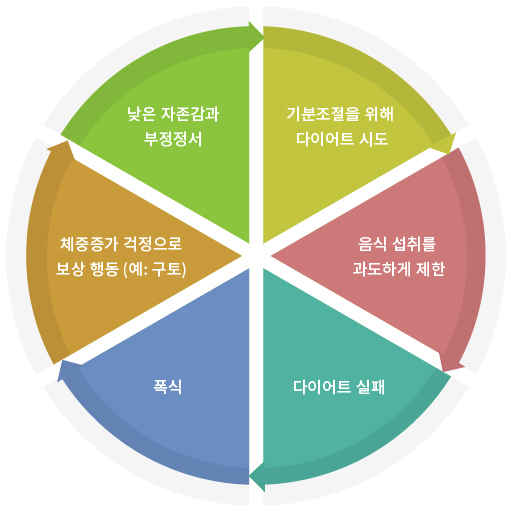 낮은 자존감과
부정정서
기분조절을 위해
다이어트 시도
음식 섭취를
과도하게 제한
다이어트 실패
폭식
체중증가 걱정으로
보상 행동 (예: 구토)